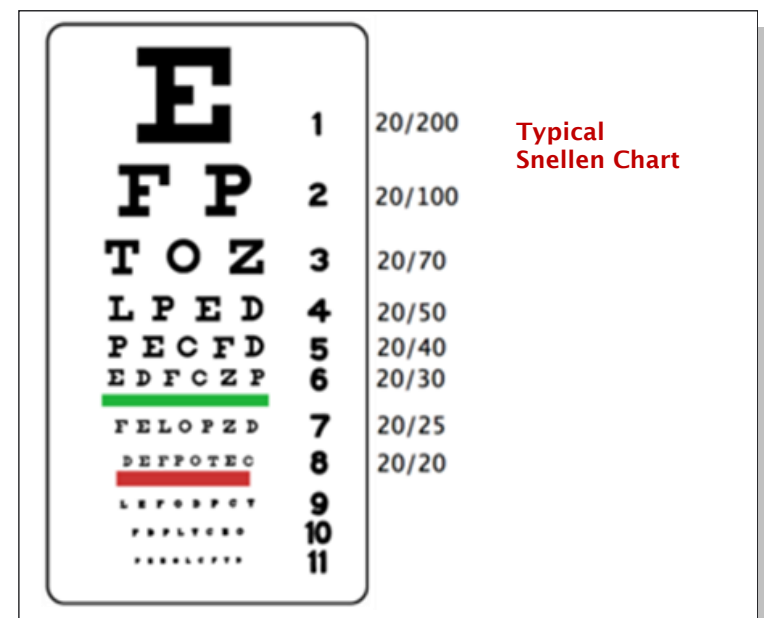 E 1 20/200
Typical
Snellen Chart
F P 2 20/100
T O Z 3 20/70
L P E D 4 20/50
P E C F D 5 20/40
E D F C Z P 6 20/30
F E L O P Z D 7 20/25
D E F P O T E C 8 20/20
9
10
11